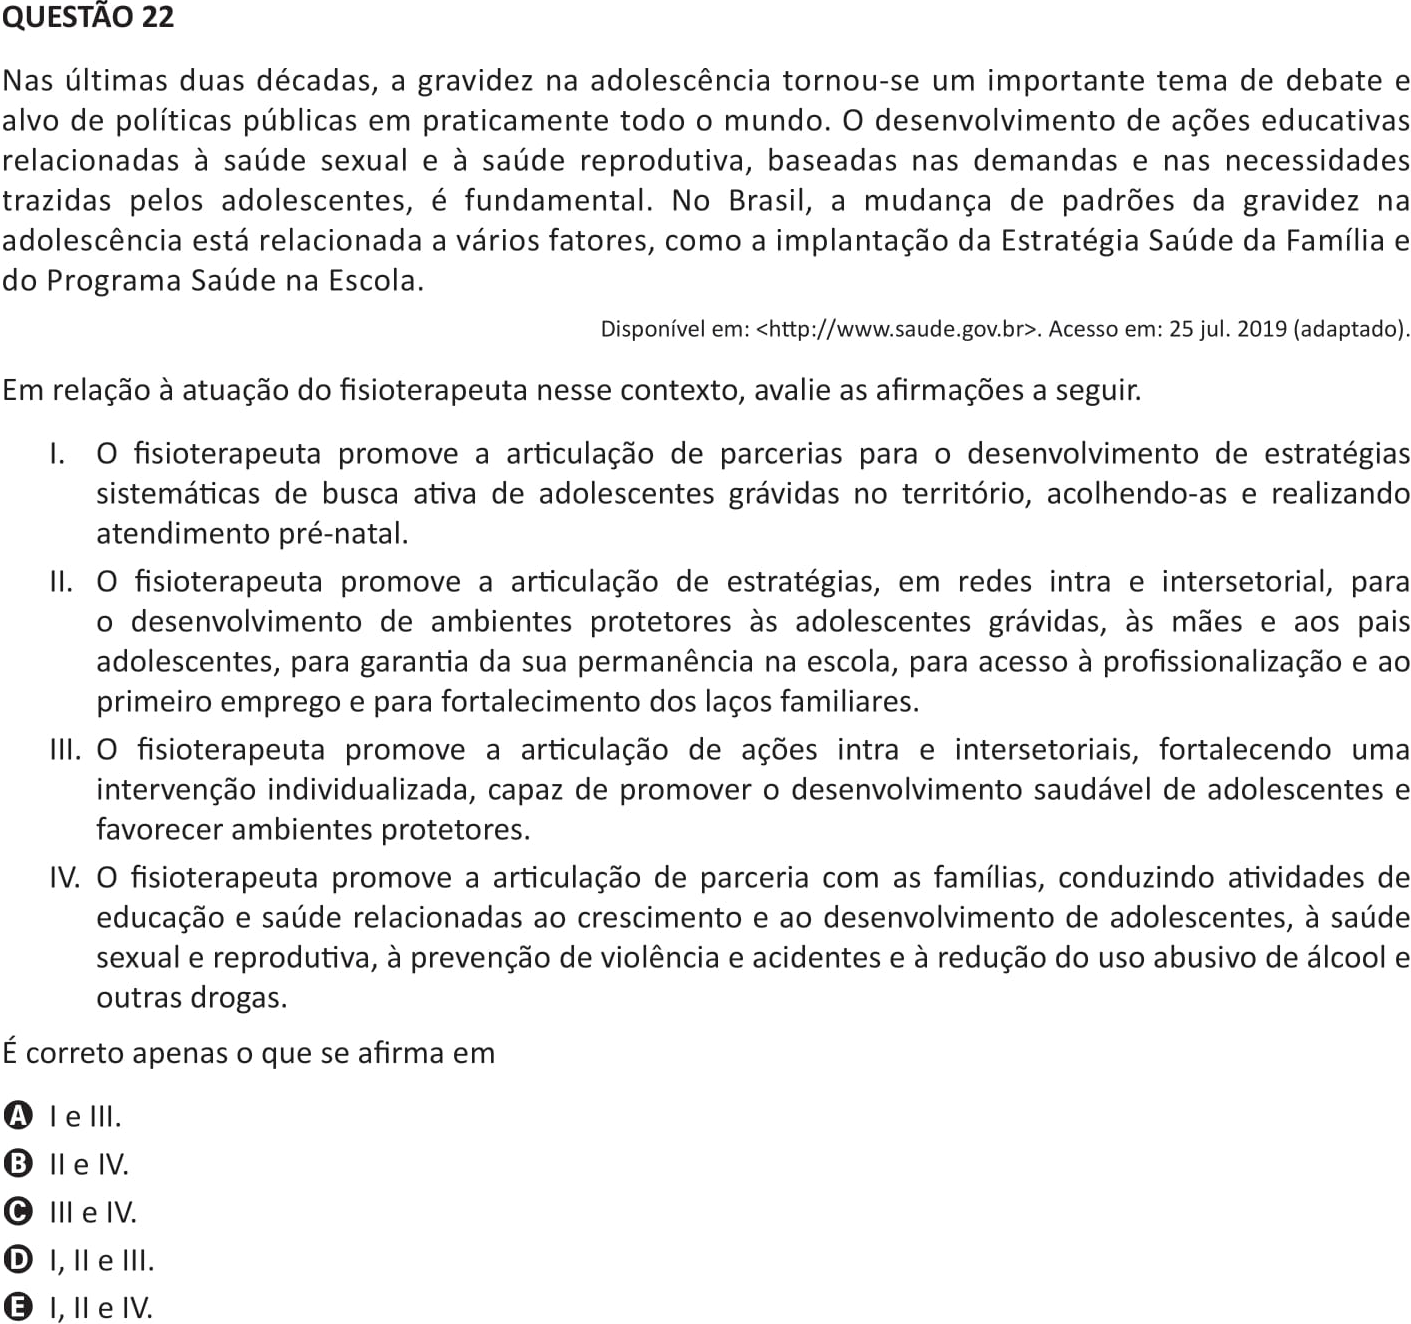 QUESTÃO 22
Nas últimas duas décadas, a gravidez na adolescência tornou-se um importante tema de debate e
alvo de políticas públicas em praticamente todo o mundo. O desenvolvimento de ações educativas
relacionadas à saúde sexual e à saúde reprodutiva, baseadas nas demandas e nas necessidades
trazidas pelos adolescentes, é fundamental. No Brasil, a mudança de padrões da gravidez na
adolescência está relacionada a vários fatores, como a implantação da Estratégia Saúde da Família e
do Programa Saúde na Escola.
Disponível em: <http://www.saude.gov.br>. Acesso em: 25 jul. 2019 (adaptado).
Em relação à atuação do fisioterapeuta nesse contexto, avalie as afirmações a seguir.
I. O fisioterapeuta promove a articulação de parcerias para o desenvolvimento de estratégias
sistemáticas de busca ativa de adolescentes grávidas no território, acolhendo-as e realizando
atendimento pré-natal.
II. O fisioterapeuta promove a articulação de estratégias, em redes intra e intersetorial, para
o desenvolvimento de ambientes protetores às adolescentes grávidas, às mães e aos pais
adolescentes, para garantia da sua permanência na escola, para acesso à profissionalização e ao
primeiro emprego e para fortalecimento dos laços familiares.
III. O fisioterapeuta promove a articulação de ações intra e intersetoriais, fortalecendo uma
intervenção individualizada, capaz de promover o desenvolvimento saudável de adolescentes e
favorecer ambientes protetores.
IV. O fisioterapeuta promove a articulação de parceria com as famílias, conduzindo atividades de
educação e saúde relacionadas ao crescimento e ao desenvolvimento de adolescentes, à saúde
sexual e reprodutiva, à prevenção de violência e acidentes e à redução do uso abusivo de álcool e
outras drogas.
É correto apenas o que se afirma em
A I e III.
B II e IV.
C III e IV.
D I, II e III.
E I, II e IV.